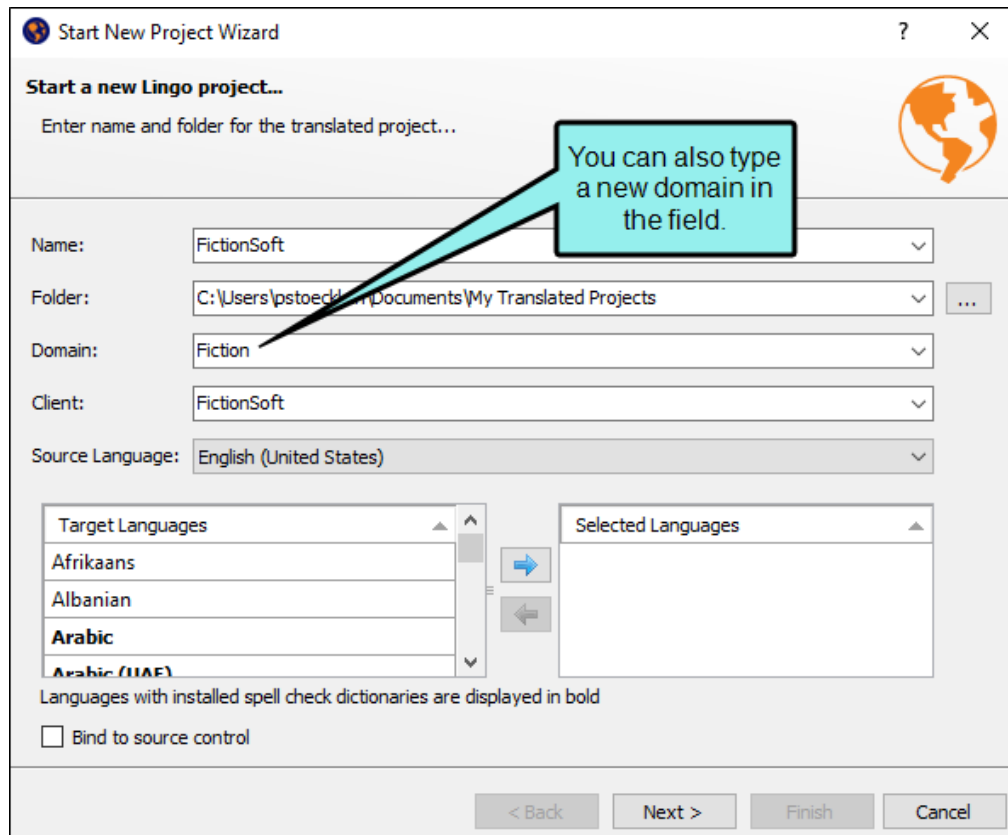 Start New Project Wizard
?
Start a new Lingo project...
Enter name and folder for the translated project...
You can also type
a new domain in
the field.
Name:
FictionSoft
Folder:
C:\Users\pstoeckl Documents\My Translated Projects
...
Domain:
Fiction
Client:
FictionSoft
Source Language:
English (United States)
Target Languages
Selected Languages
Afrikaans
Albanian
Arabic
Arabic (UAE)
Languages with installed spell check dictionaries are displayed in bold
Bind to source control
< Back
Next >
Finish
Cancel